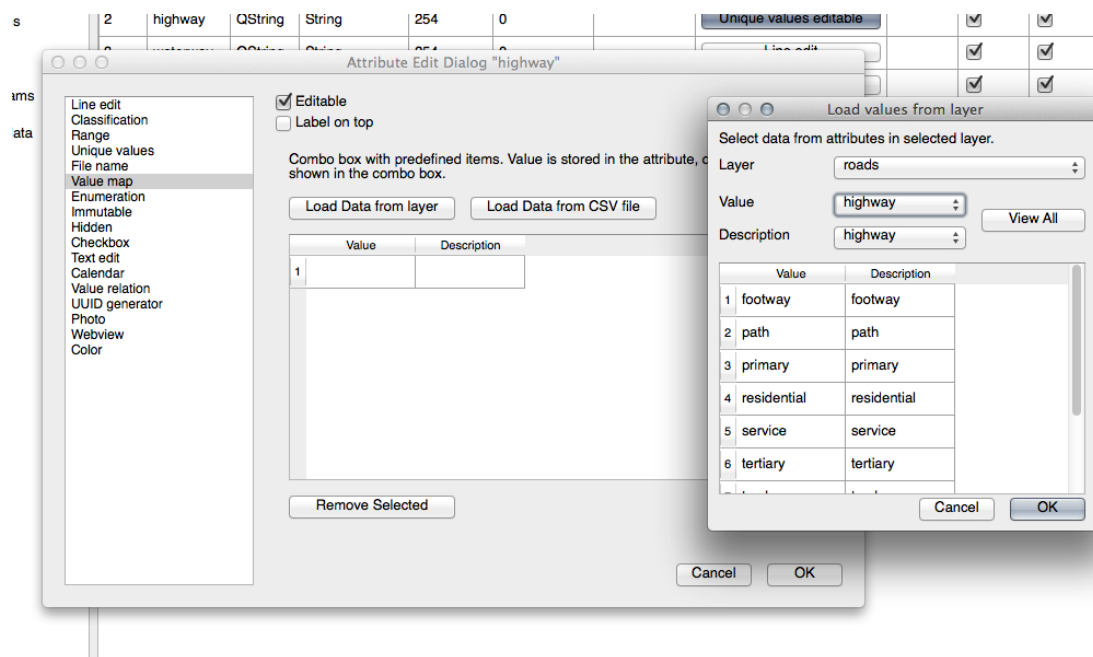 s
2 highway QString String 254 0 Unique values editable
QString String 254 0 Line edit
ams
ata
Attribute Edit Dialog "highway"
Line edit
Classification
Range
Unique values
File name
Value map
Enumeration
Immutable
Hidden
Checkbox
Text edit
Calendar
Value relation
UUID generator
Photo
Webview
Color
Editable
Label on top
Combo box with predefined items. Value is stored in the attribute,
shown in the combo box.
Load Data from layer Load Data from CSV file
Value Description
1
Remove Selected
Cancel OK
Load values from layer
Select data from attributes in selected layer.
Layer roads
Value highway
View All
Description highway
Value Description
1 footway footway
2 path path
3 primary primary
4 residential residential
5 service service
6 tertiary tertiary
Cancel OK